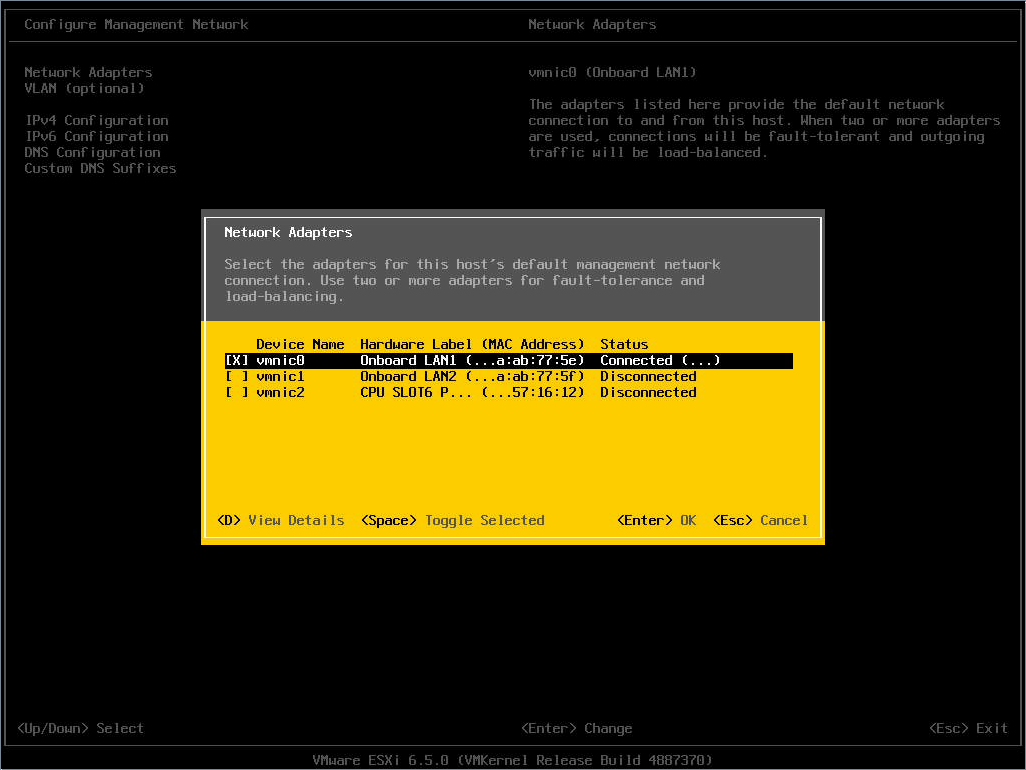 Configure Management Network
Network Adapters
Network Adapters
VLAN (optional)
IPv4 Configuration
IPv6 Configuration
DNS Configuration
Custom DNS Suffixes
vmnic0 (Onboard LAN1)
The adapters listed here provide the default network
connection to and from this host. When two or more adapters
are used, connections will be fault-tolerant and outgoing
traffic will be load-balanced.
Network Adapters
Select the adapters for this host's default management network
connection. Use two or more adapters for fault-tolerance and
load-balancing.
Device Name Hardware Label (MAC Address) Status
[X] vmnic0 Onboard LAN1 (...a:ab:77:5e) Connected (...)
[ ] vmnic1 Onboard LAN2 (...a:ab:77:5f) Disconnected
[ ] vmnic2 CPU SLOT6 P... (...57:16:12) Disconnected
<D> View Details <Space> Toggle Selected <Enter> OK <Esc> Cancel
<Up/Down> Select <Enter> Change <Esc> Exit
VMware ESXi 6.5.0 (VMKernel Release Build 4887370)